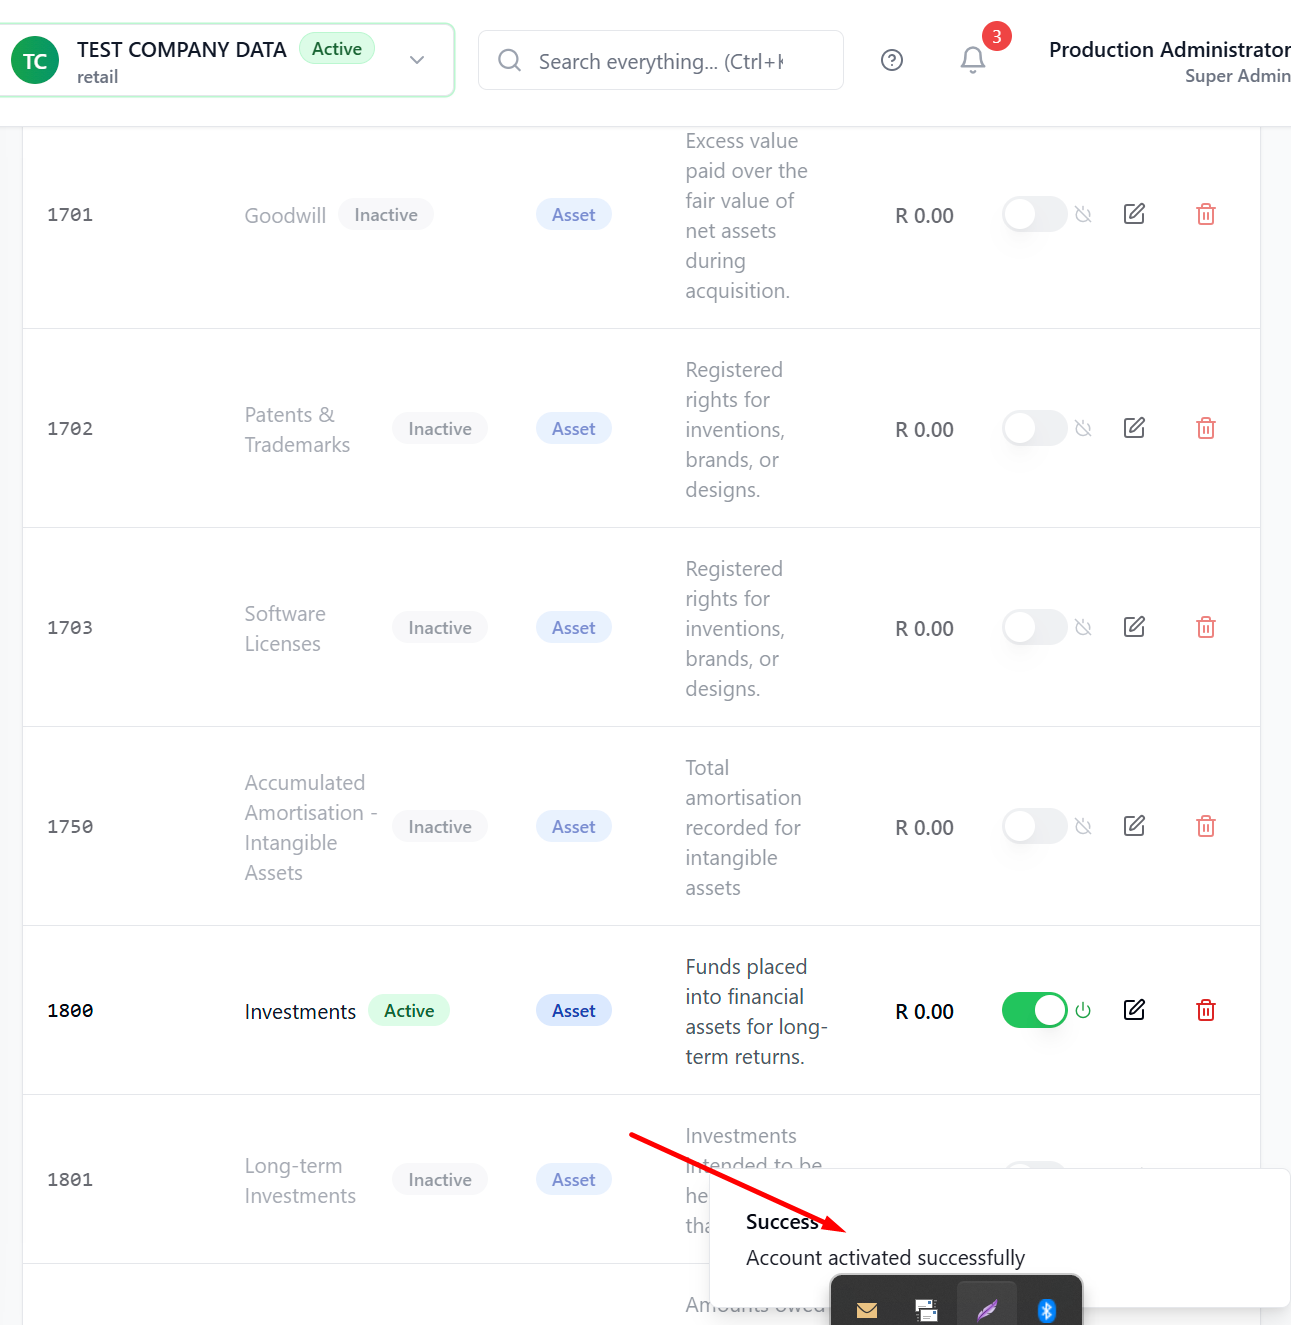 TC
TEST COMPANY DATA
Active
retail
Search everything... (Ctrl+K
3
Production Administrator
Super Admin
1701
Goodwill
Inactive
Asset
Excess value
paid over the
fair value of
net assets
during
acquisition.
R 0.00
1702
Patents &
Trademarks
Inactive
Asset
Registered
rights for
inventions,
brands, or
designs.
R 0.00
1703
Software
Licenses
Inactive
Asset
Registered
rights for
inventions,
brands, or
designs.
R 0.00
1750
Accumulated
Amortisation -
Intangible
Assets
Inactive
Asset
Total
amortisation
recorded for
intangible
assets
R 0.00
1800
Investments
Active
Asset
Funds placed
into financial
assets for long-
term returns.
R 0.00
1801
Long-term
Investments
Inactive
Asset
Investments
intended to be
Success
Account activated successfully
Amounts owed